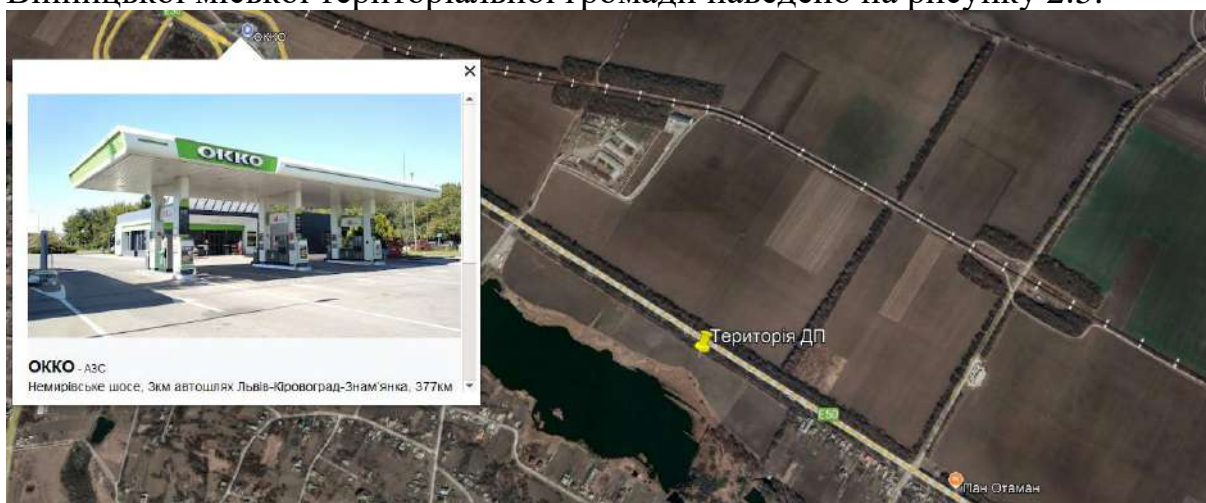 Вінницької міської територіальної громади наведено на рисунку 2.3.
ОККО
×
ОККО
ОККО - АЗС
Немирівське шосе, 3км автошлях Львів-Кіровоград-Знам'янка, 377км
Територія ДП
E50
Пан Отаман